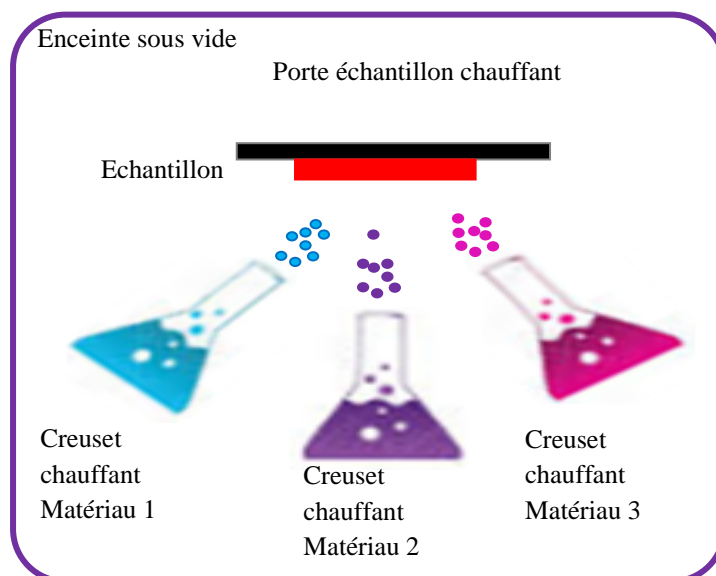 Enceinte sous vide
Porte échantillon chauffant
Echantillon
Creuset
chauffant
Matériau 1
Creuset
chauffant
Matériau 2
Creuset
chauffant
Matériau 3